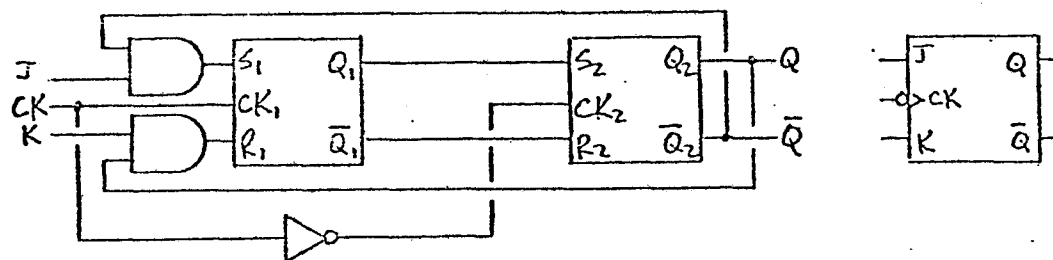 J
CK
K
S₁ Q₁
CK₁
R₁ Q̅₁
S₂ Q₂
CK₂
R₂ Q̅₂
Q
Q̅
J Q
CK
K Q̅